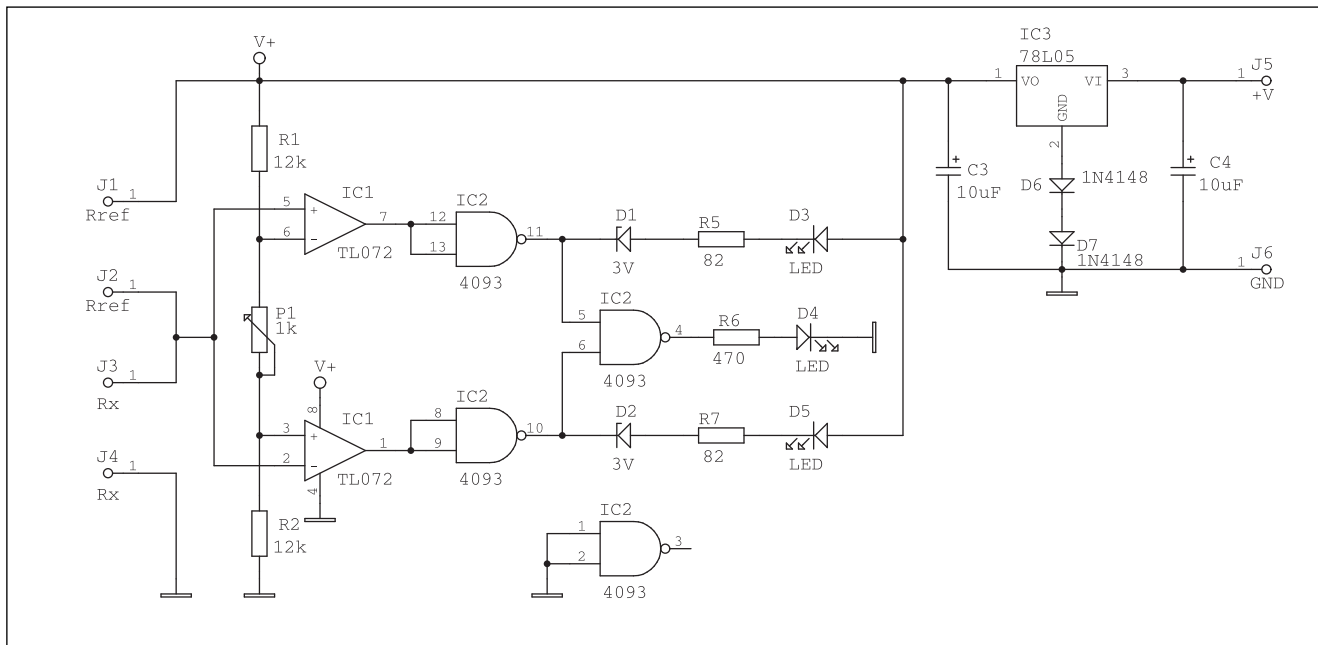 V+
IC3
78L05
1
VO
VI
3
1
J5
+V
GND
2
R1
12k
C3
10uF
D6
1N4148
C4
10uF
J1
1
Rref
IC1
5
+
6
−
7
TL072
IC2
12
13
11
4093
D1
3V
R5
82
D3
LED
D7
1N4148
J6
1
GND
J2
1
Rref
P1
1k
IC2
5
6
4
4093
R6
470
D4
LED
J3
1
Rx
V+
8
IC1
3
+
2
−
1
4
TL072
IC2
8
9
10
4093
D2
3V
R7
82
D5
LED
J4
1
Rx
R2
12k
IC2
1
2
3
4093